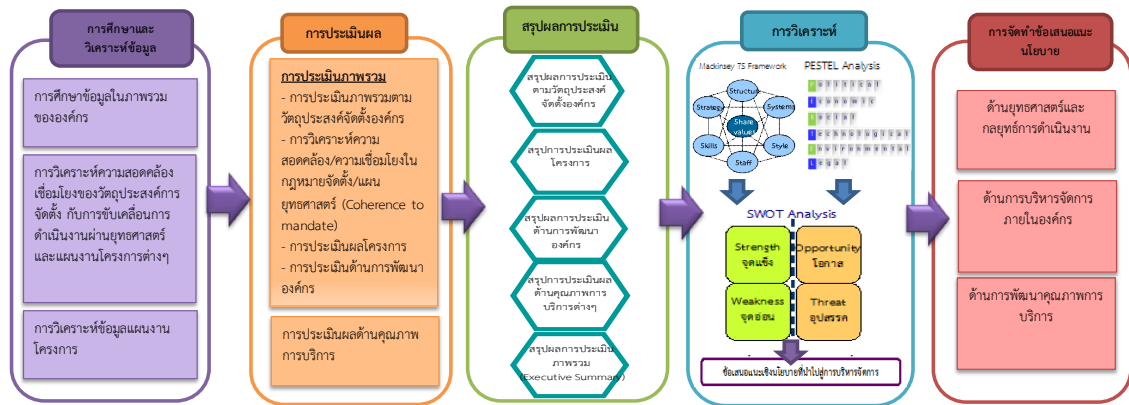 การศึกษาและ
วิเคราะห์ข้อมูล
การศึกษาข้อมูลในภาพรวม
ขององค์กร
การวิเคราะห์ความสอดคล้อง
เชื่อมโยงของวัตถุประสงค์การ
จัดตั้ง กับการขับเคลื่อนการ
ดำเนินงานผ่านยุทธศาสตร์
และแผนงานโครงการต่างๆ
การวิเคราะห์ข้อมูลแผนงาน
โครงการ
การประเมินผล
การประเมินภาพรวม
- การประเมินภาพรวมตาม
วัตถุประสงค์จัดตั้งองค์กร
- การวิเคราะห์ความ
สอดคล้อง/ความเชื่อมโยงใน
กฎหมายจัดตั้ง/แผน
ยุทธศาสตร์ (Coherence to
mandate)
- การประเมินผลโครงการ
- การประเมินด้านการพัฒนา
องค์กร
การประเมินผลด้านคุณภาพ
การบริการ
สรุปผลการประเมิน
สรุปผลการประเมิน
ตามวัตถุประสงค์
จัดตั้งองค์กร
สรุปผลการประเมิน
โครงการ
สรุปผลการประเมิน
ด้านการพัฒนา
องค์กร
สรุปการประเมินผล
ด้านคุณภาพการ
บริการต่างๆ
สรุปผลการประเมิน
ภาพรวม
(Executive Summary)
การวิเคราะห์
Mackinsey 7S Framework
Structure
Strategy
Systems
Share
values
Skills
Style
Staff
PESTEL Analysis
Political
Economic
Social
Technological
Environmental
Legal
SWOT Analysis
Strength
จุดแข็ง
Opportunity
โอกาส
Weakness
จุดอ่อน
Threat
อุปสรรค
ข้อเสนอแนะเชิงนโยบายที่นำไปสู่การบริหารจัดการ
การจัดทำข้อเสนอแนะ
นโยบาย
ด้านยุทธศาสตร์และ
กลยุทธ์การดำเนินงาน
ด้านการบริหารจัดการ
ภายในองค์กร
ด้านการพัฒนาคุณภาพการ
บริการ